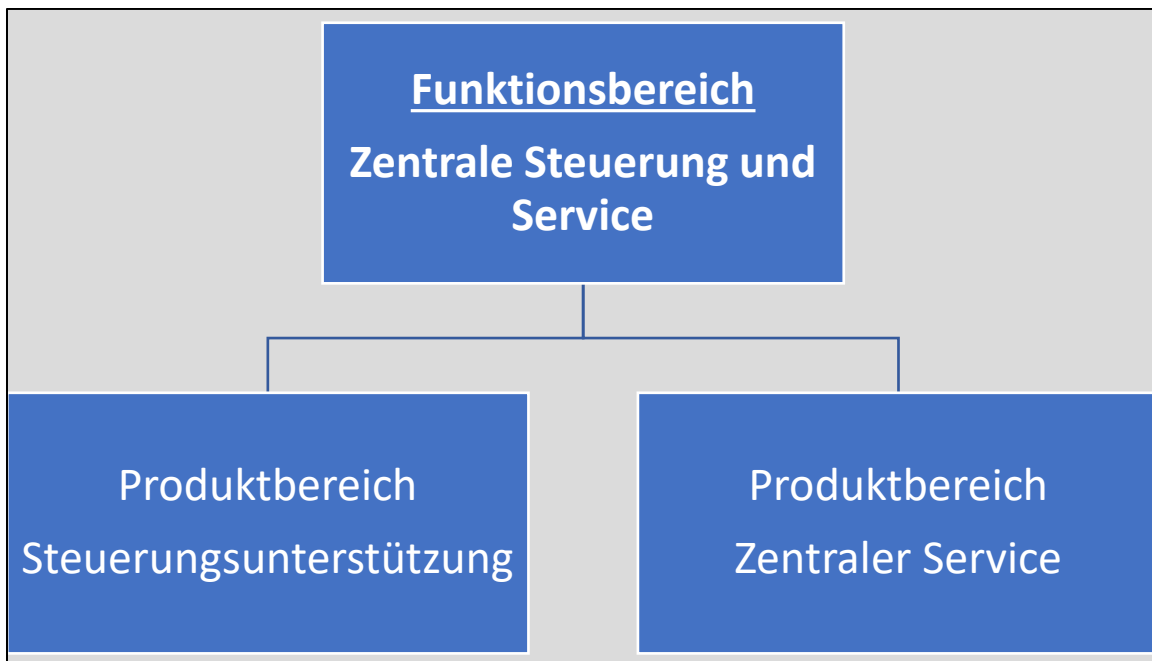 Funktionsbereich
Zentrale Steuerung und
Service
Produktbereich
Steuerungsunterstützung
Produktbereich
Zentraler Service